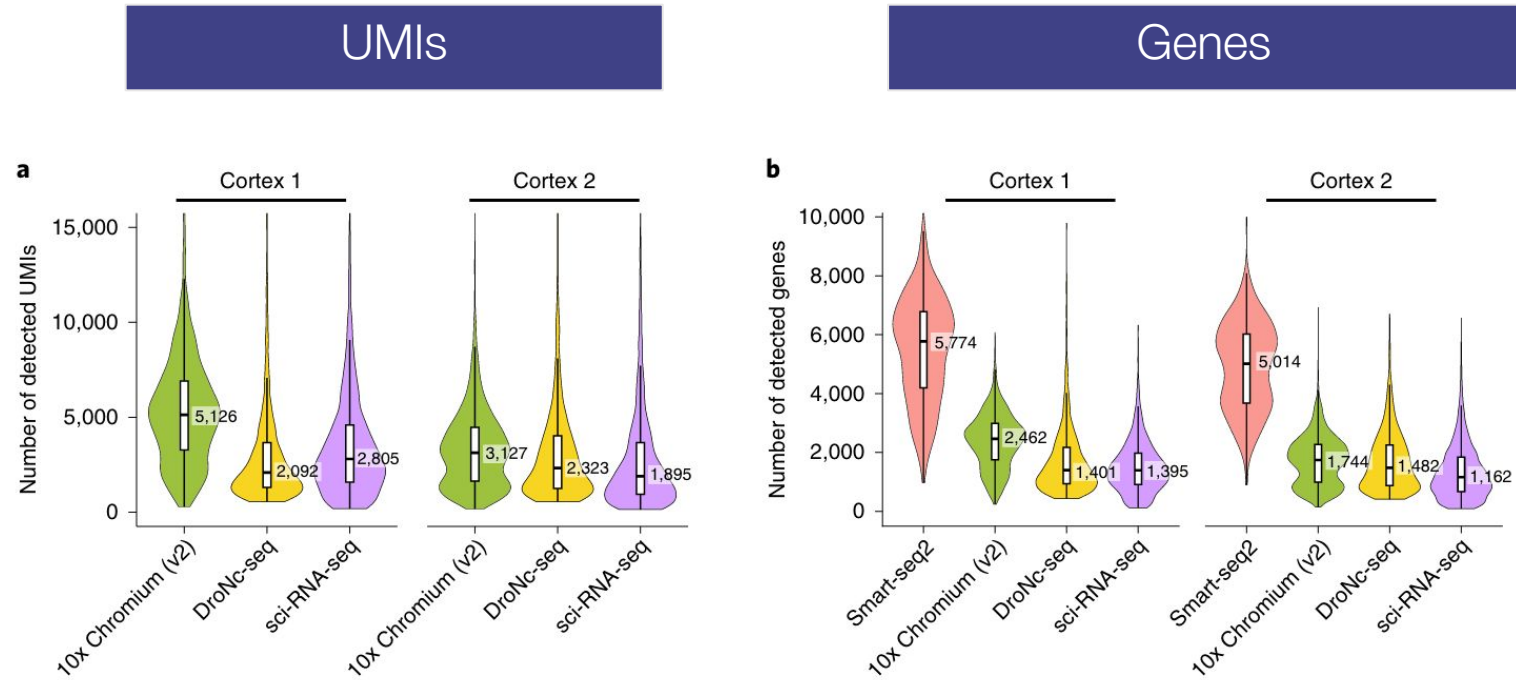 UMIs
Genes
a
Cortex 1
Cortex 2
Number of detected UMIs
15,000
10,000
5,000
0
5,126
2,092
2,805
3,127
2,323
1,895
10x Chromium (v2)
DroNc-seq
sci-RNA-seq
10x Chromium (v2)
DroNc-seq
sci-RNA-seq
b
Cortex 1
Cortex 2
Number of detected genes
10,000
8,000
6,000
4,000
2,000
0
5,774
2,462
1,401
1,395
5,014
1,744
1,482
1,162
Smart-seq2
10x Chromium (v2)
DroNc-seq
sci-RNA-seq
Smart-seq2
10x Chromium (v2)
DroNc-seq
sci-RNA-seq